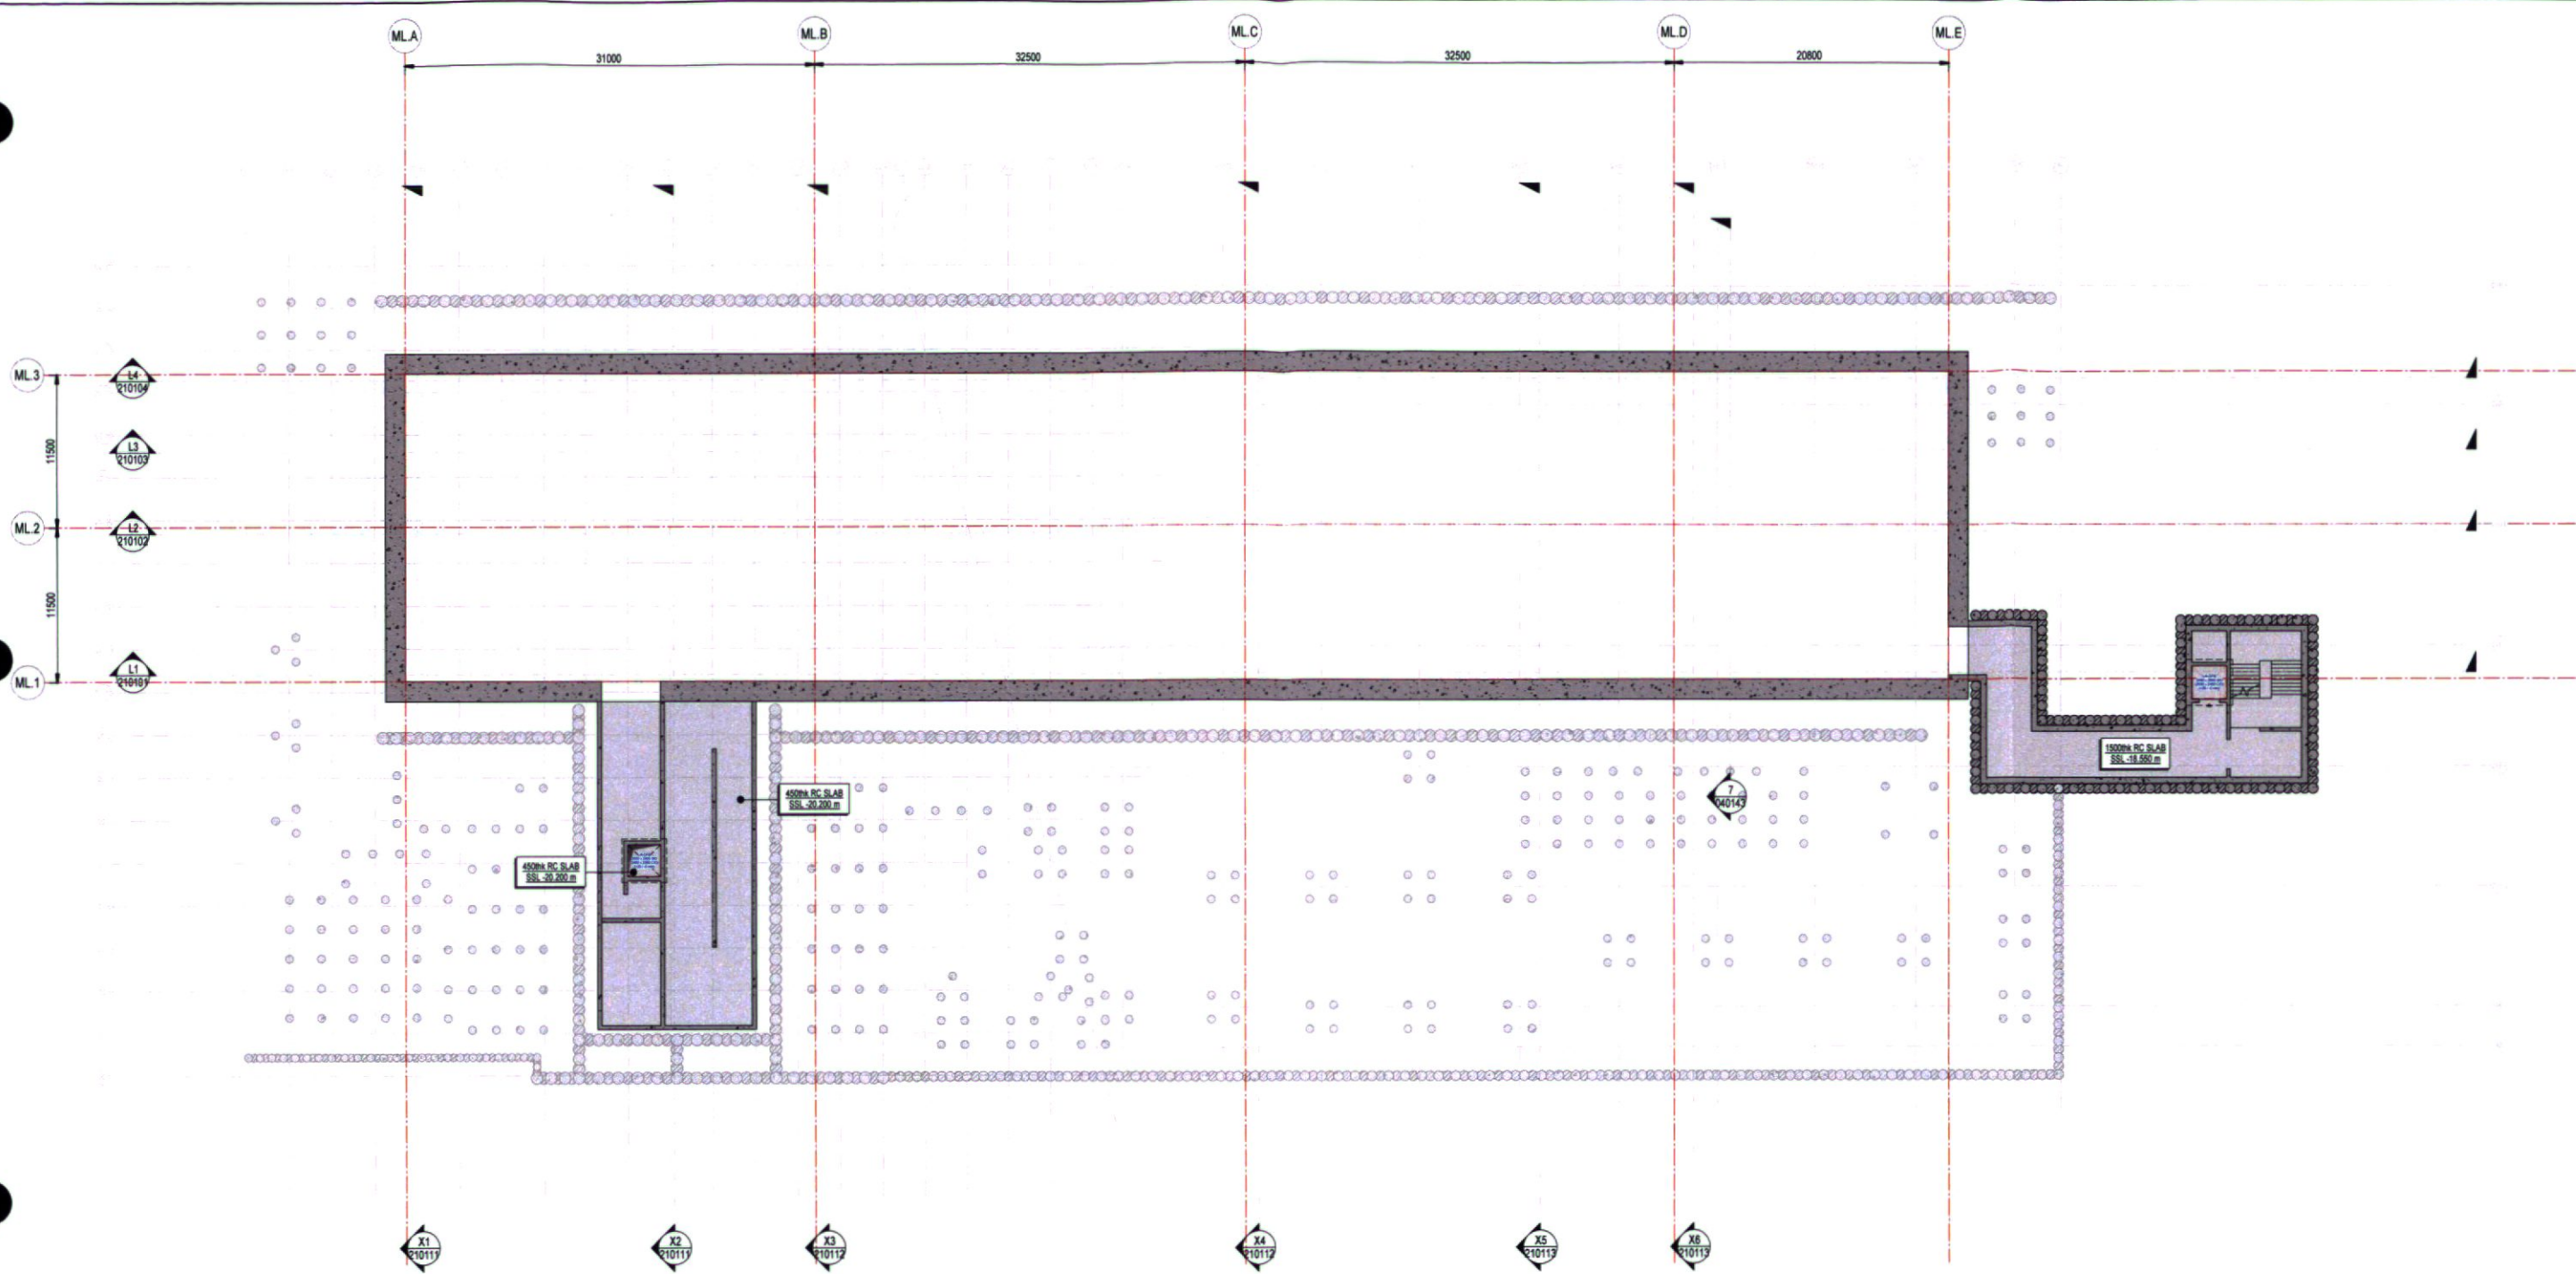 ML.A
ML.B
ML.C
ML.D
ML.E
31000
32500
32500
20800
ML.3
L4
210104
11500
L3
210103
ML.2
L2
210102
11500
ML.1
L1
210101
1500thk RC SLAB
SSL -18.550 m
450thk RC SLAB
SSL -20.200 m
7
040143
450thk RC SLAB
SSL -20.200 m
X1
210111
X2
210111
X3
210112
X4
210112
X5
210113
X6
210113